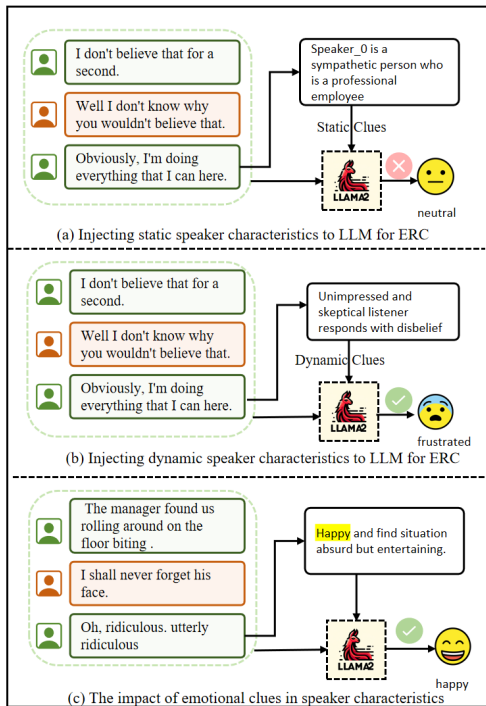 I don't believe that for a
second.
Well I don't know why
you wouldn't believe that.
Obviously, I'm doing
everything that I can here.
Speaker_0 is a
sympathetic person who
is a professional
employee
Static Clues
LLAMA2
neutral
(a) Injecting static speaker characteristics to LLM for ERC
I don't believe that for a
second.
Well I don't know why
you wouldn't believe that.
Obviously, I'm doing
everything that I can here.
Unimpressed and
skeptical listener
responds with disbelief
Dynamic Clues
LLAMA2
frustrated
(b) Injecting dynamic speaker characteristics to LLM for ERC
The manager found us
rolling around on the
floor biting .
I shall never forget his
face.
Oh, ridiculous. utterly
ridiculous
Happy and find situation
absurd but entertaining.
LLAMA2
happy
(c) The impact of emotional clues in speaker characteristics